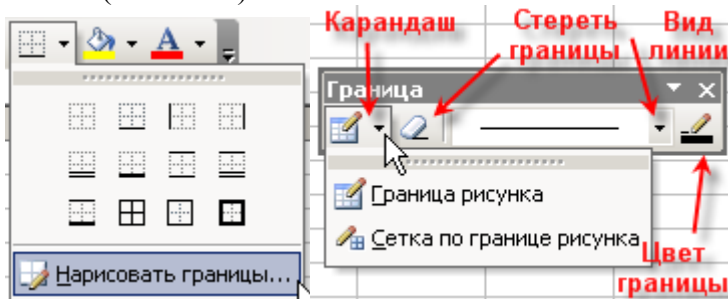 Карандаш
Стереть границы
Вид линии
А
Граница
Граница рисунка
Сетка по границе рисунка
Нарисовать границы...
Цвет границы